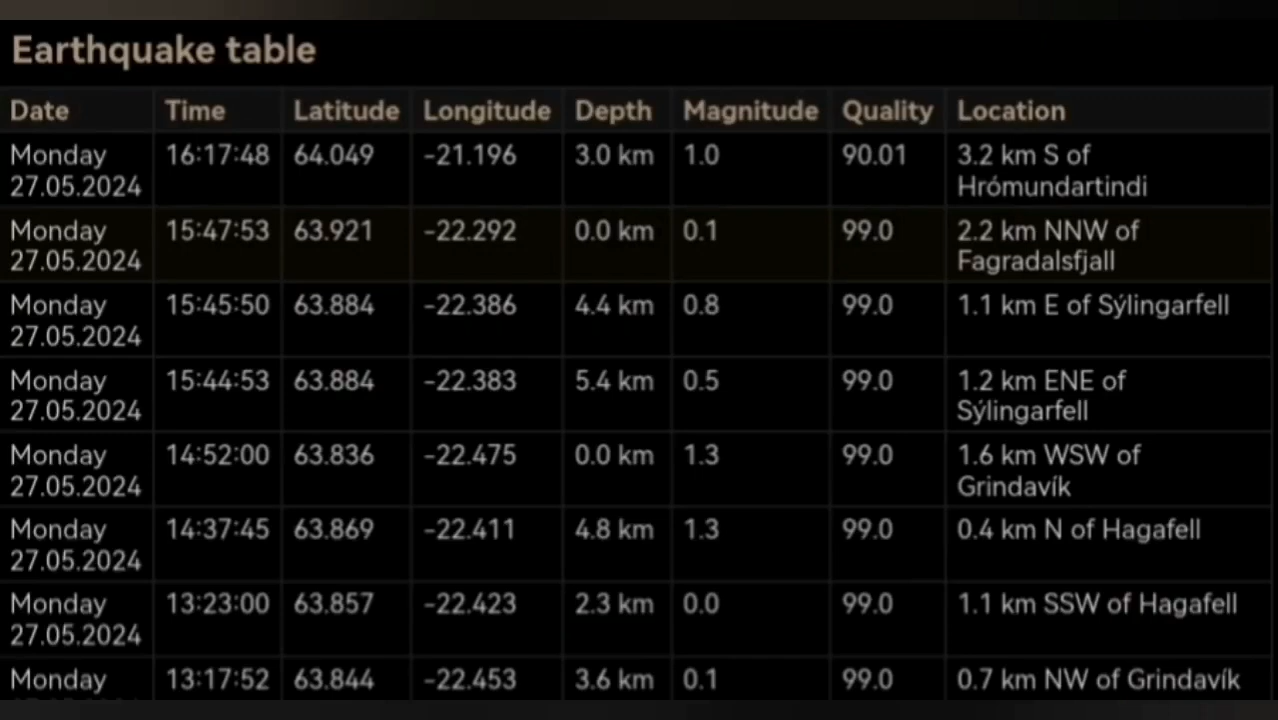 Earthquake table
Date Time Latitude Longitude Depth Magnitude Quality Location
Monday 16:17:48 64.049 -21.196 3.0 km 1.0 90.01 3.2 km S of
27.05.2024 Hrómundartindi
Monday 15:47:53 63.921 -22.292 0.0 km 0.1 99.0 2.2 km NNW of
27.05.2024 Fagradalsfjall
Monday 15:45:50 63.884 -22.386 4.4 km 0.8 99.0 1.1 km E of Sýlingarfell
27.05.2024
Monday 15:44:53 63.884 -22.383 5.4 km 0.5 99.0 1.2 km ENE of
27.05.2024 Sýlingarfell
Monday 14:52:00 63.836 -22.475 0.0 km 1.3 99.0 1.6 km WSW of
27.05.2024 Grindavík
Monday 14:37:45 63.869 -22.411 4.8 km 1.3 99.0 0.4 km N of Hagafell
27.05.2024
Monday 13:23:00 63.857 -22.423 2.3 km 0.0 99.0 1.1 km SSW of Hagafell
27.05.2024
Monday 13:17:52 63.844 -22.453 3.6 km 0.1 99.0 0.7 km NW of Grindavík